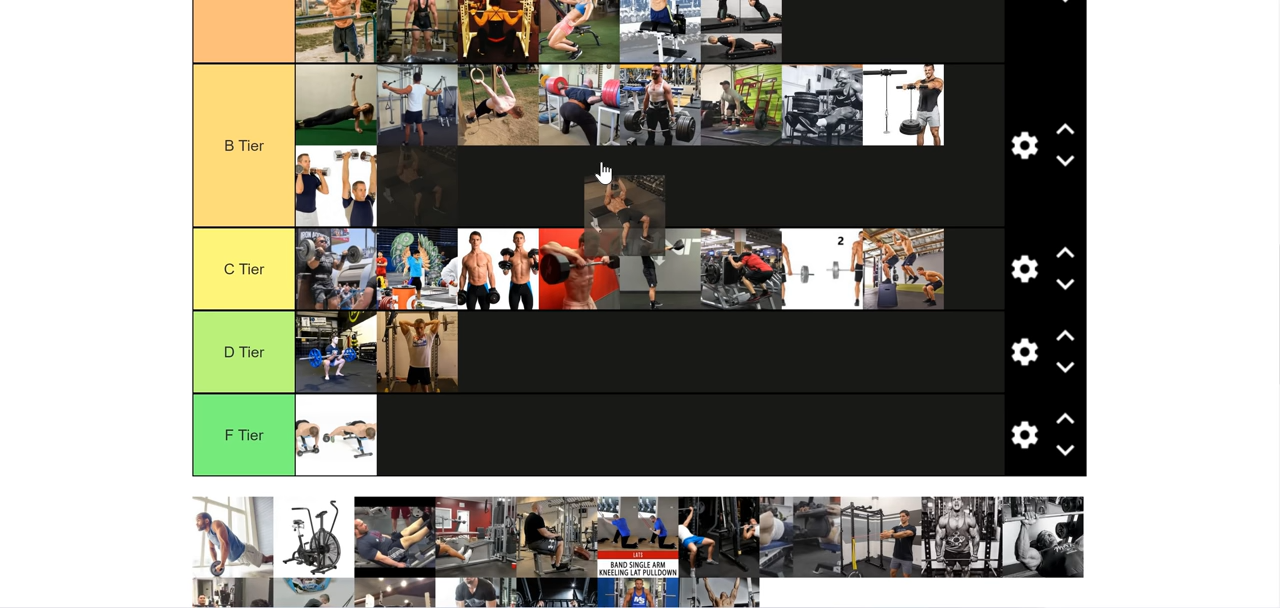 B Tier
C Tier
2
D Tier
F Tier
LATS
BAND SINGLE ARM
KNEELING LAT PULLDOWN